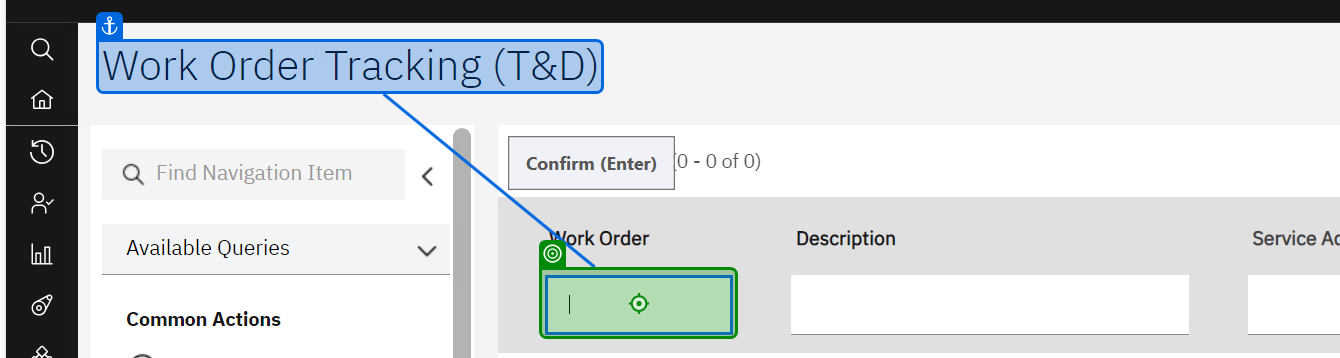 Work Order Tracking (T&D)
Find Navigation Item
Confirm (Enter)
(0 - 0 of 0)
Available Queries
Work Order
Description
Service
Common Actions